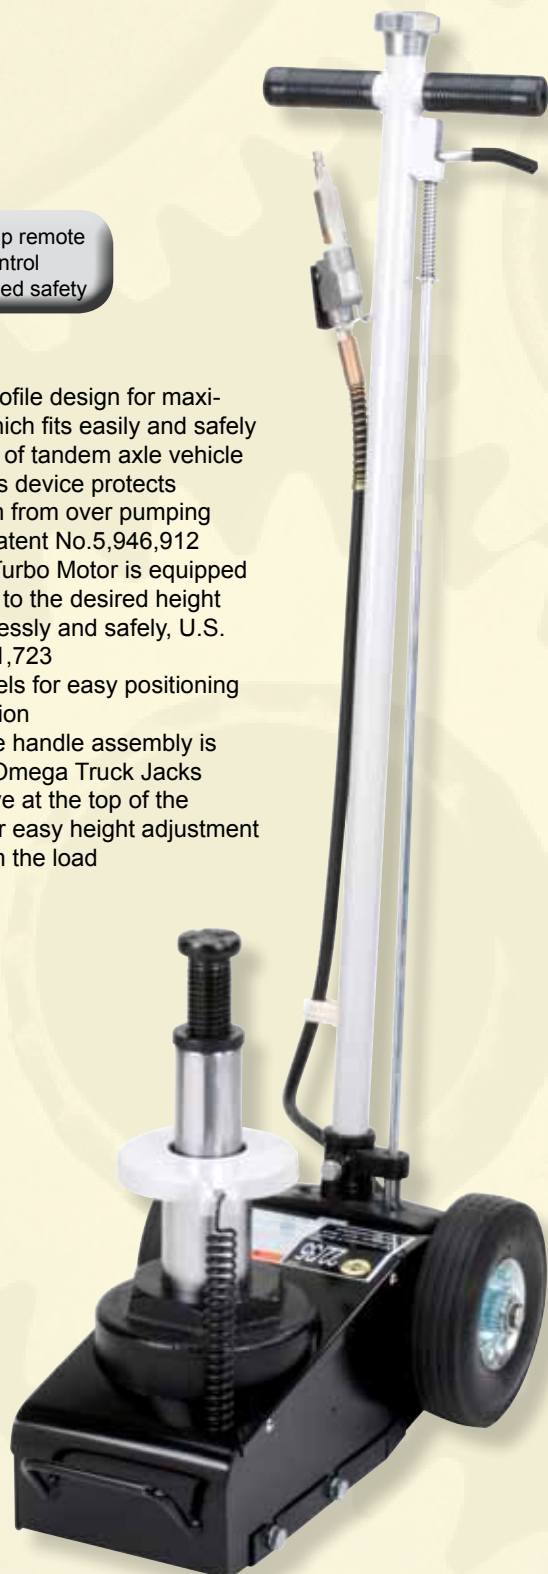 p remote
ntrol
ed safety
ofile design for maxi-
hich fits easily and safely
of tandem axle vehicle
s device protects
n from over pumping
atent No.5,946,912
Turbo Motor is equipped
to the desired height
essly and safely, U.S.
1,723
els for easy positioning
ion
e handle assembly is
Omega Truck Jacks
ve at the top of the
r easy height adjustment
n the load